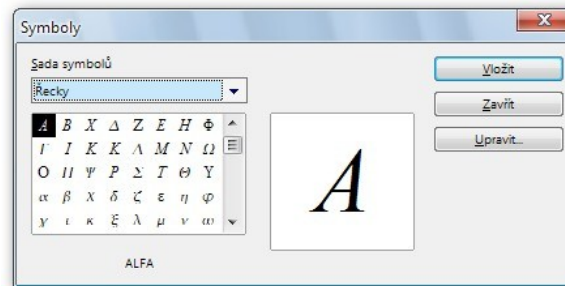 Symboly
Sada symbolů
Řecky
A B X Δ Z E H Φ
Γ I K K Λ M N Ω
O Π Ψ P Σ T Θ Υ
α β χ δ ζ ε η φ
γ ι κ ξ λ μ ν ω
ALFA
A
Vložit
Zavřít
Upravit...